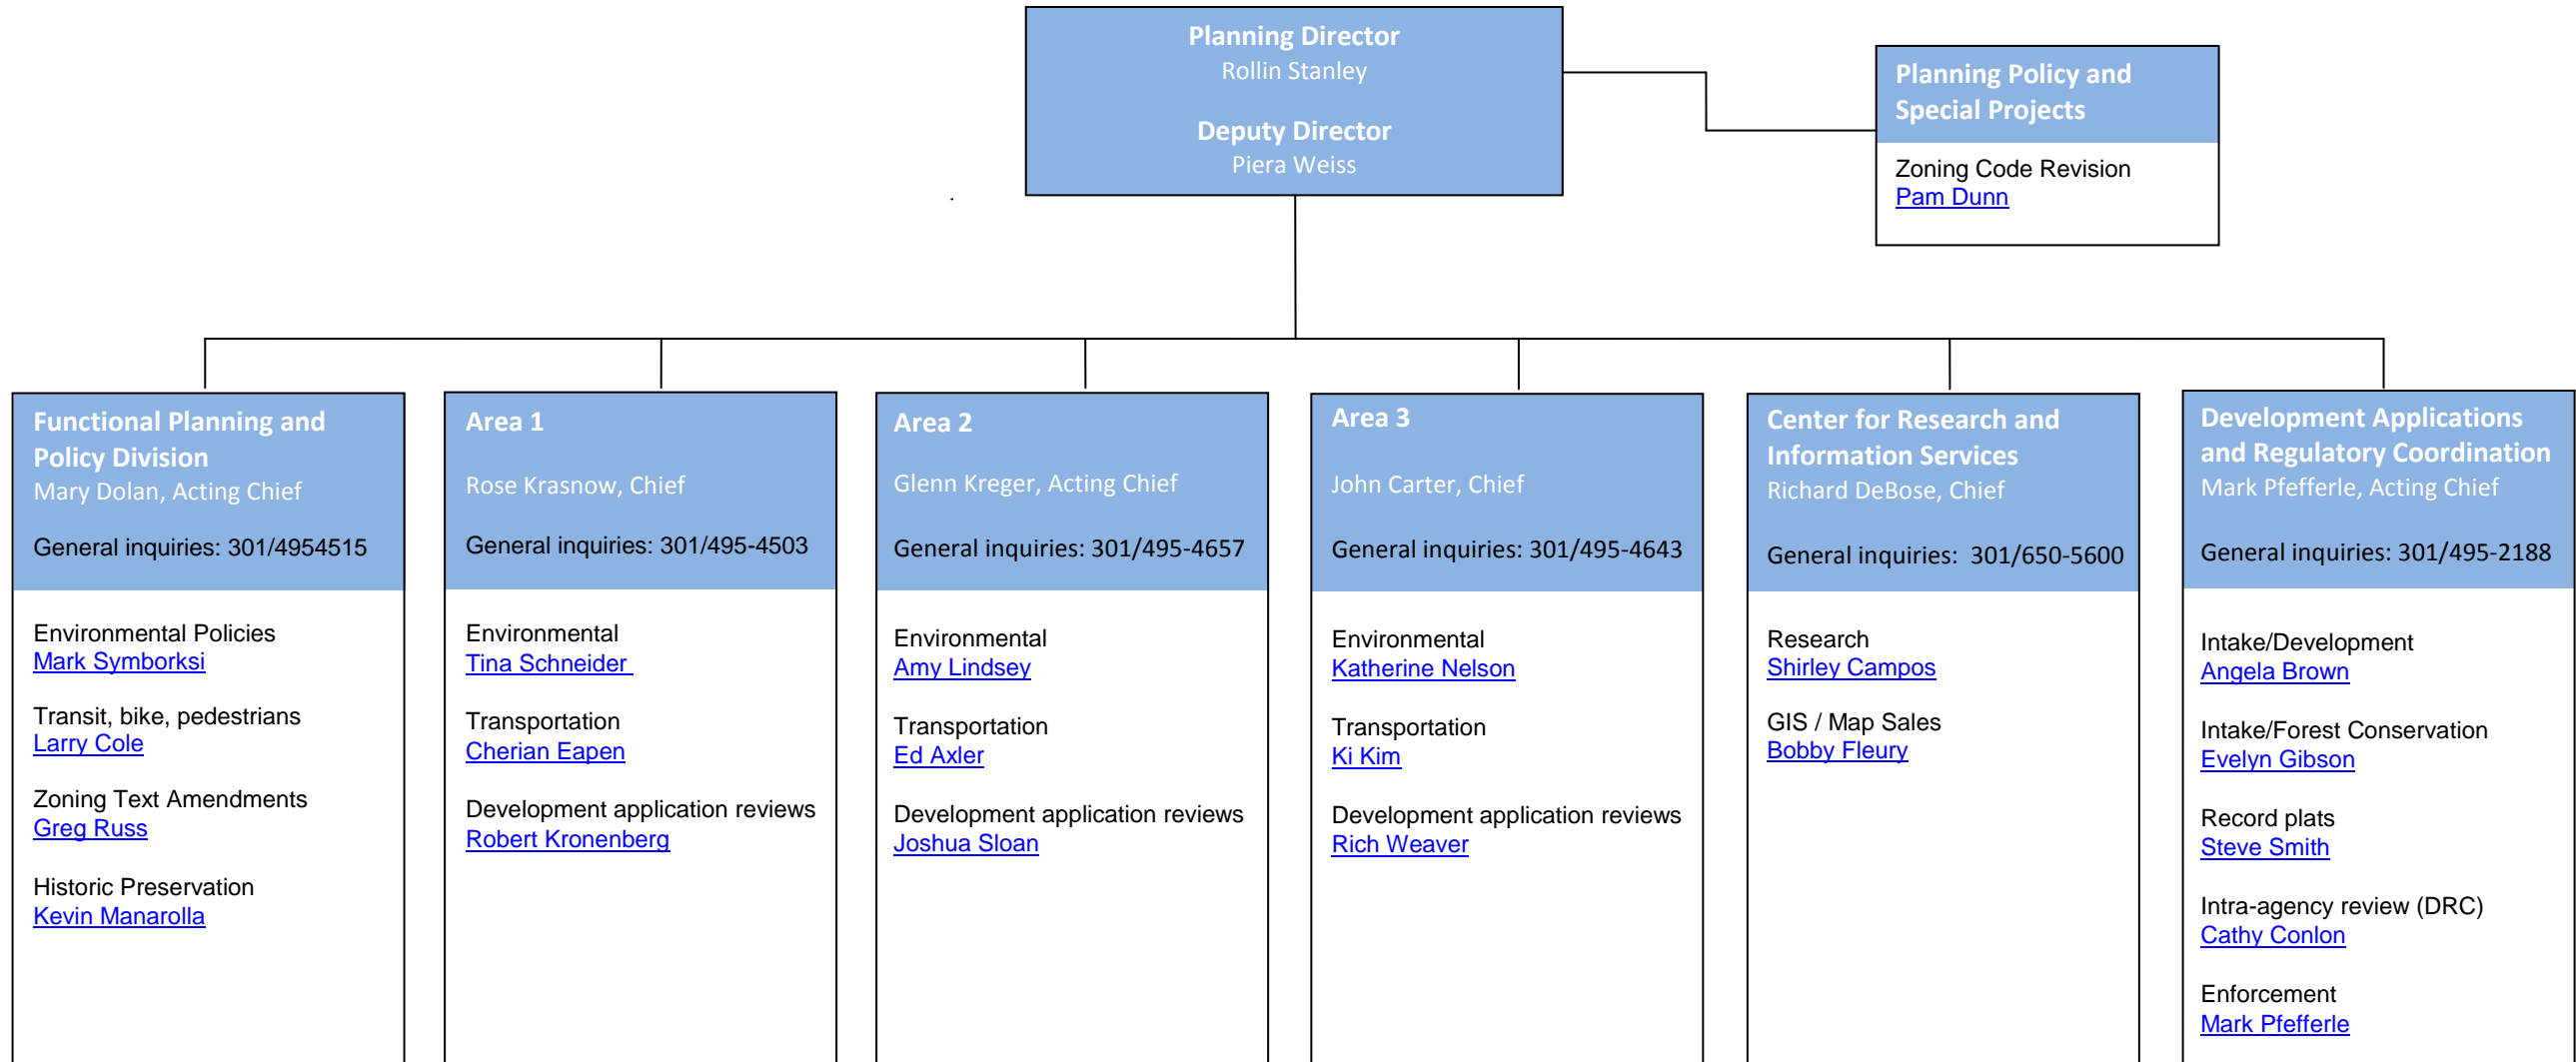 Planning Director
Rollin Stanley
Deputy Director
Piera Weiss
Planning Policy and
Special Projects
Zoning Code Revision
Pam Dunn
Functional Planning and
Policy Division
Mary Dolan, Acting Chief
General inquiries: 301/4954515
Environmental Policies
Mark Symborksi
Transit, bike, pedestrians
Larry Cole
Zoning Text Amendments
Greg Russ
Historic Preservation
Kevin Manarolla
Area 1
Rose Krasnow, Chief
General inquiries: 301/495-4503
Environmental
Tina Schneider
Transportation
Cherian Eapen
Development application reviews
Robert Kronenberg
Area 2
Glenn Kreger, Acting Chief
General inquiries: 301/495-4657
Environmental
Amy Lindsey
Transportation
Ed Axler
Development application reviews
Joshua Sloan
Area 3
John Carter, Chief
General inquiries: 301/495-4643
Environmental
Katherine Nelson
Transportation
Ki Kim
Development application reviews
Rich Weaver
Center for Research and
Information Services
Richard DeBose, Chief
General inquiries:  301/650-5600
Research
Shirley Campos
GIS / Map Sales
Bobby Fleury
Development Applications
and Regulatory Coordination
Mark Pfefferle, Acting Chief
General inquiries: 301/495-2188
Intake/Development
Angela Brown
Intake/Forest Conservation
Evelyn Gibson
Record plats
Steve Smith
Intra-agency review (DRC)
Cathy Conlon
Enforcement
Mark Pfefferle